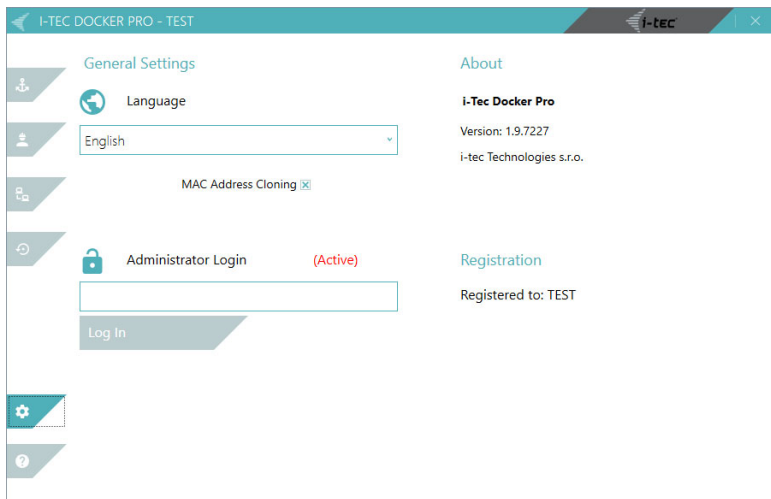 I-TEC DOCKER PRO - TEST
i-tec
General Settings
Language
English
MAC Address Cloning
Administrator Login (Active)
Log In
About
i-Tec Docker Pro
Version: 1.9.7227
i-tec Technologies s.r.o.
Registration
Registered to: TEST